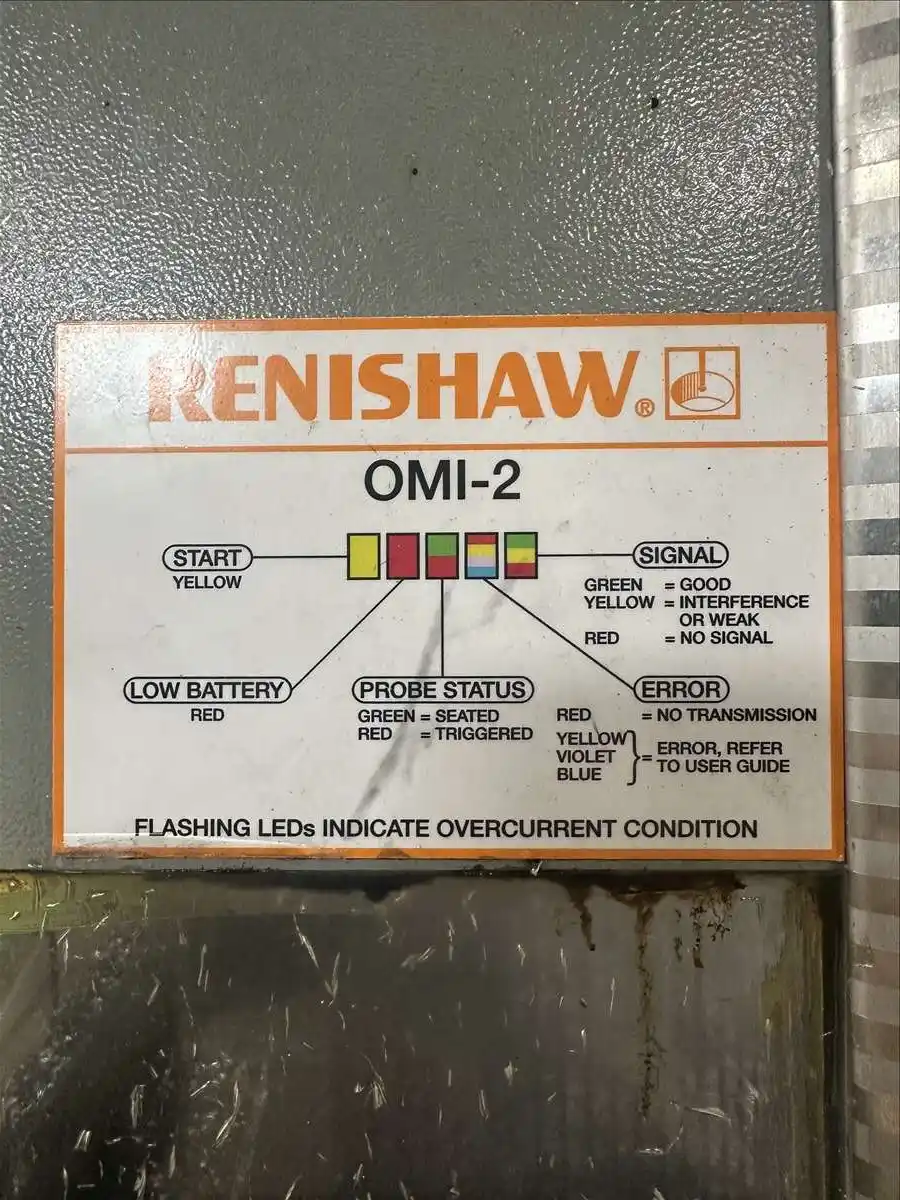 RENISHAW®
OMI-2
START
YELLOW
SIGNAL
GREEN = GOOD
YELLOW = INTERFERENCE
OR WEAK
RED = NO SIGNAL
LOW BATTERY
RED
PROBE STATUS
GREEN = SEATED
RED = TRIGGERED
ERROR
RED = NO TRANSMISSION
YELLOW
VIOLET
BLUE
} = ERROR, REFER
TO USER GUIDE
FLASHING LEDs INDICATE OVERCURRENT CONDITION